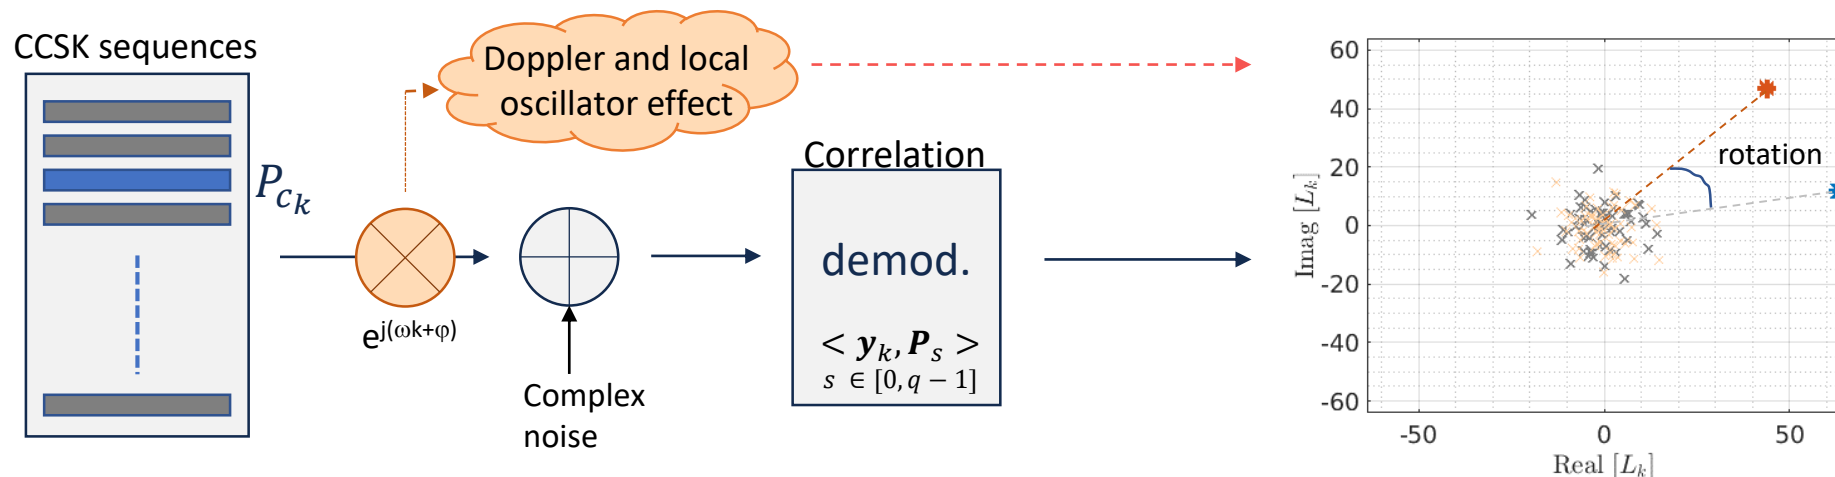 CCSK sequences
P_{c_k}
Doppler and local
oscillator effect
e^{j(ωk+φ)}
Complex
noise
Correlation
demod.
< y_k, P_s >
s ∈ [0, q − 1]
60
40
20
0
-20
-40
-60
Imag [L_k]
rotation
-50
0
50
Real [L_k]